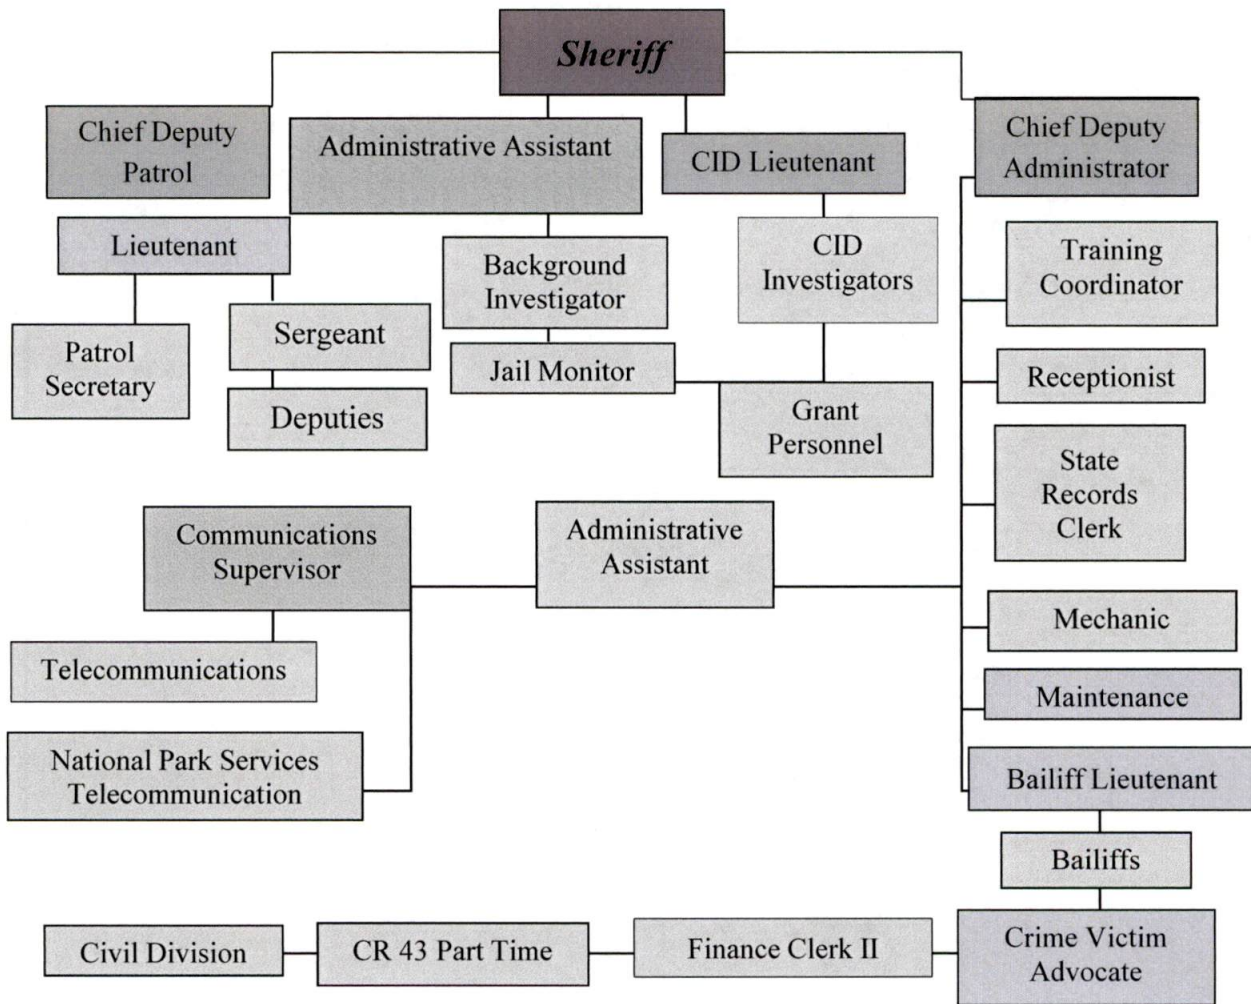 Sheriff
Chief Deputy
Patrol
Administrative Assistant
CID Lieutenant
Chief Deputy
Administrator
Lieutenant
Background
Investigator
CID
Investigators
Training
Coordinator
Patrol
Secretary
Sergeant
Deputies
Jail Monitor
Grant
Personnel
Receptionist
State
Records
Clerk
Communications
Supervisor
Administrative
Assistant
Mechanic
Telecommunications
Maintenance
National Park Services
Telecommunication
Bailiff Lieutenant
Bailiffs
Civil Division
CR 43 Part Time
Finance Clerk II
Crime Victim
Advocate